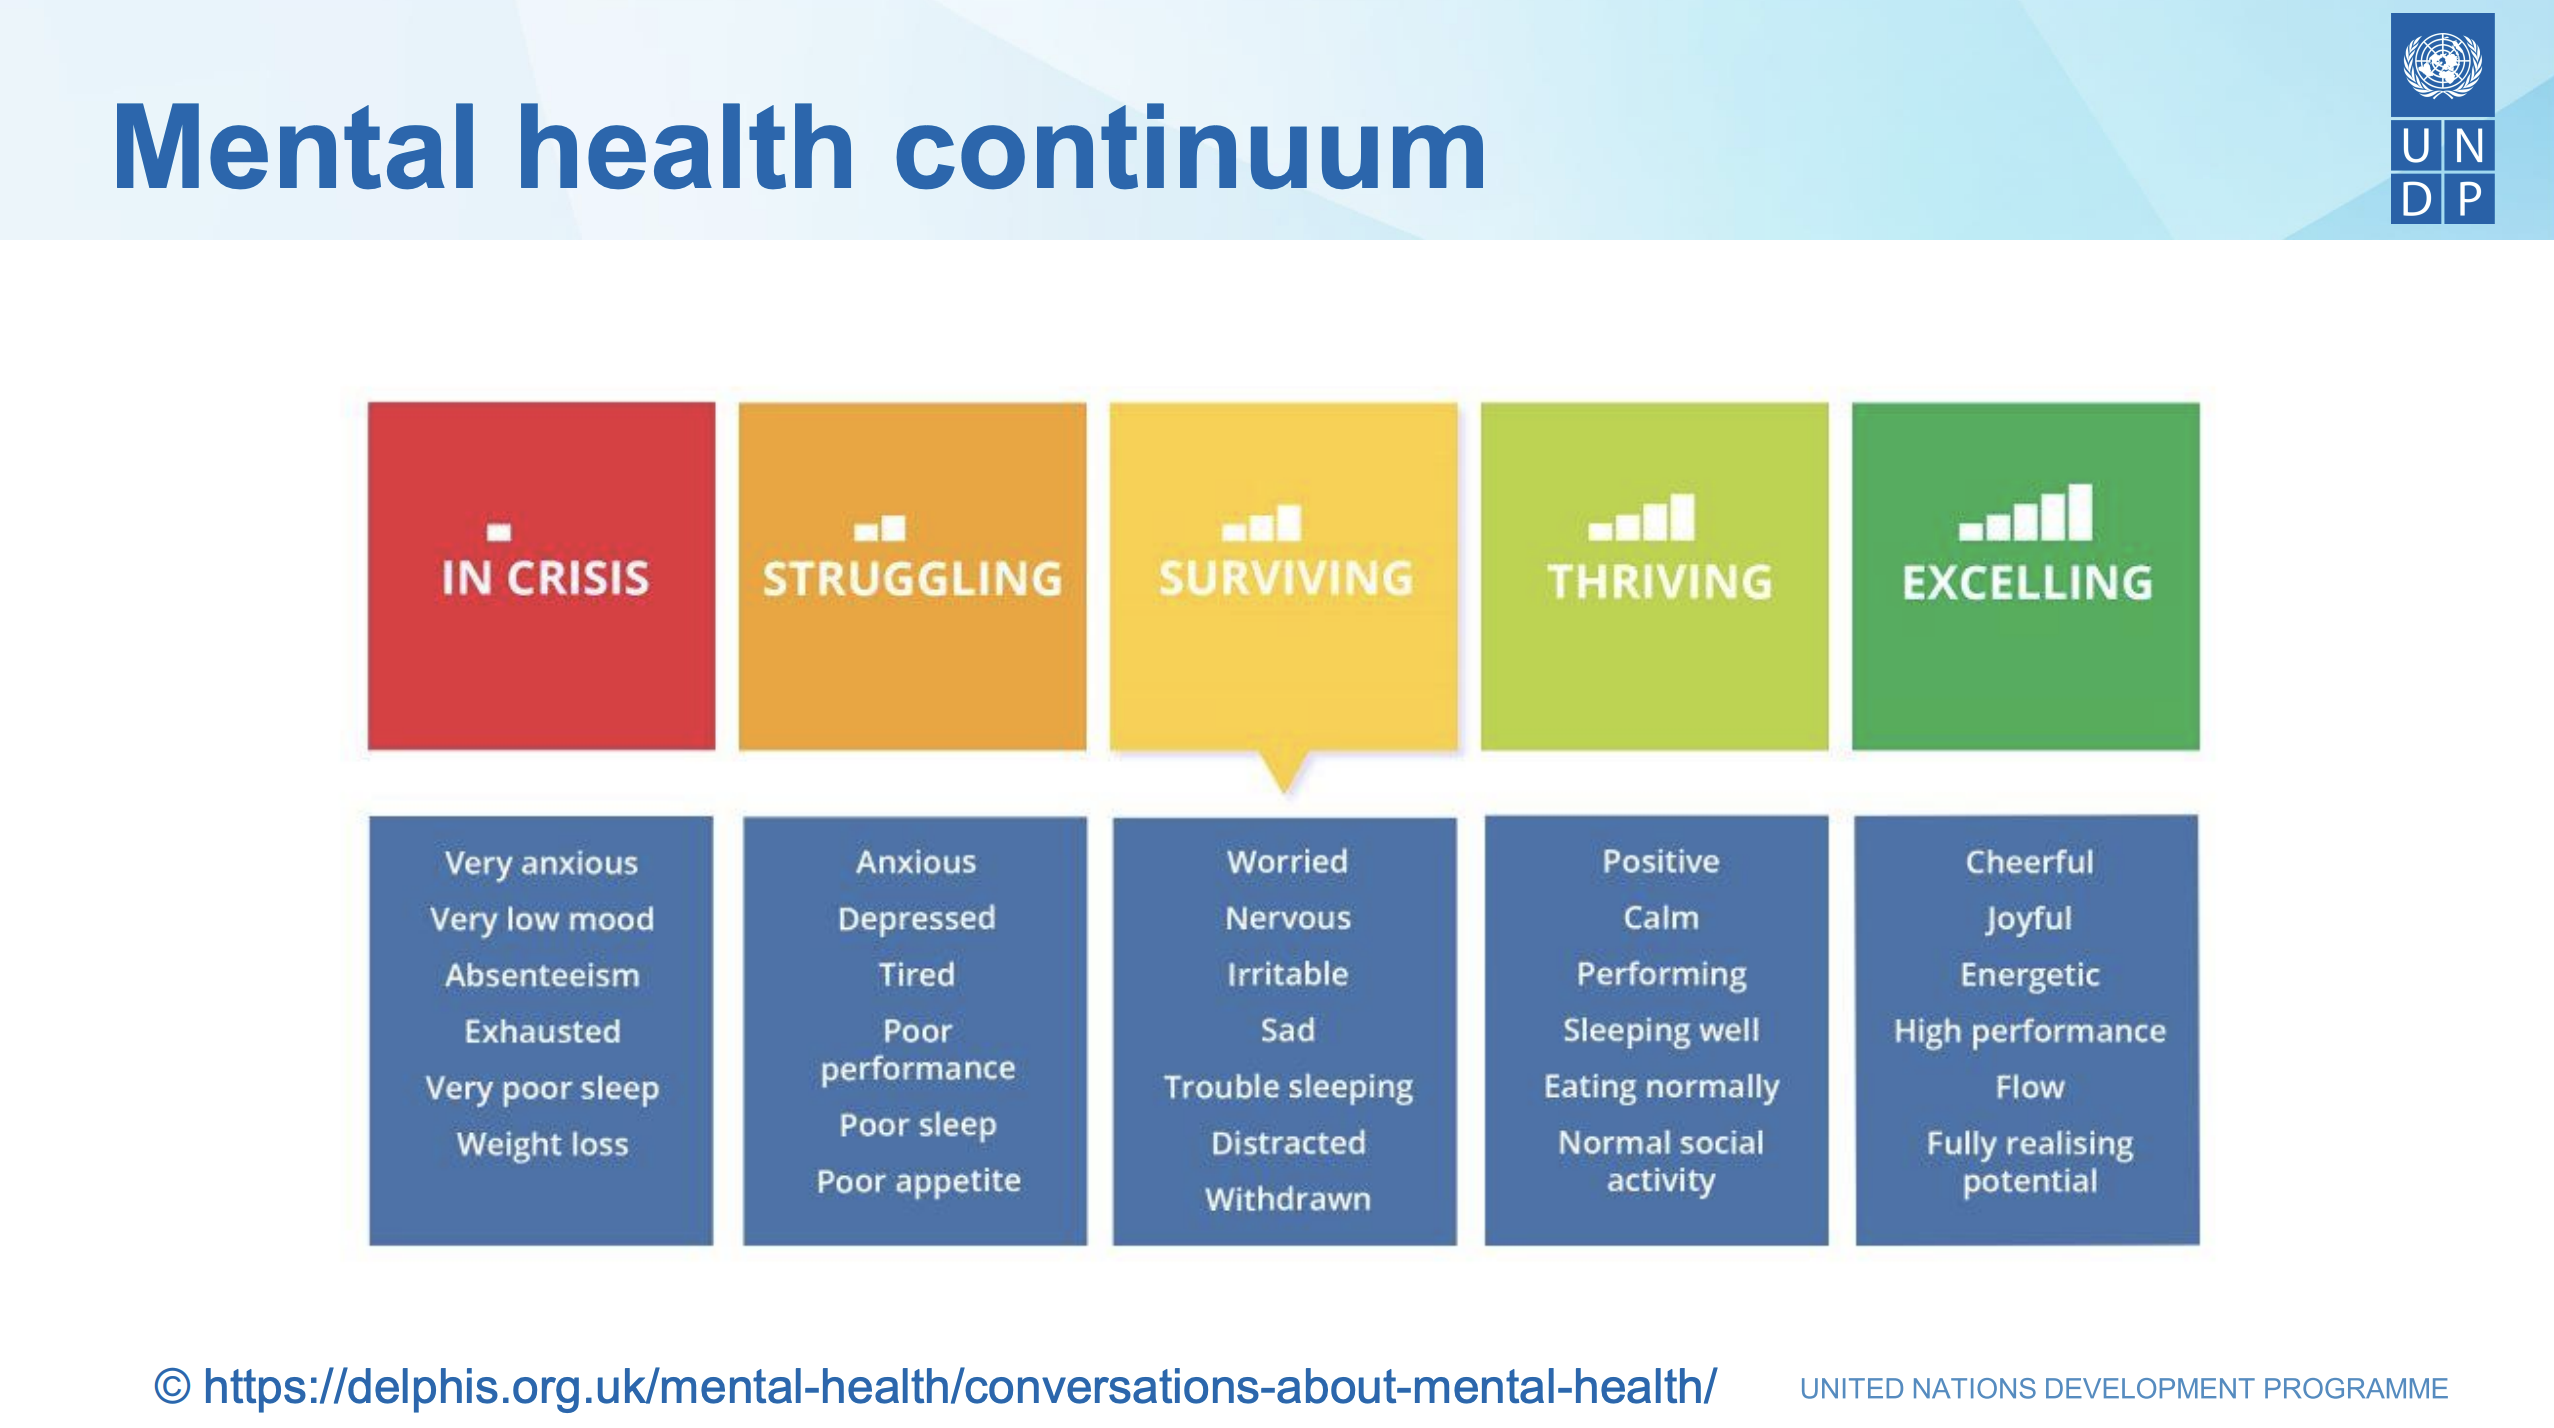 Mental health continuum
U N
D P
IN CRISIS
STRUGGLING
SURVIVING
THRIVING
EXCELLING
Very anxious
Very low mood
Absenteeism
Exhausted
Very poor sleep
Weight loss
Anxious
Depressed
Tired
Poor
performance
Poor sleep
Poor appetite
Worried
Nervous
Irritable
Sad
Trouble sleeping
Distracted
Withdrawn
Positive
Calm
Performing
Sleeping well
Eating normally
Normal social
activity
Cheerful
Joyful
Energetic
High performance
Flow
Fully realising
potential
© https://delphis.org.uk/mental-health/conversations-about-mental-health/
UNITED NATIONS DEVELOPMENT PROGRAMME